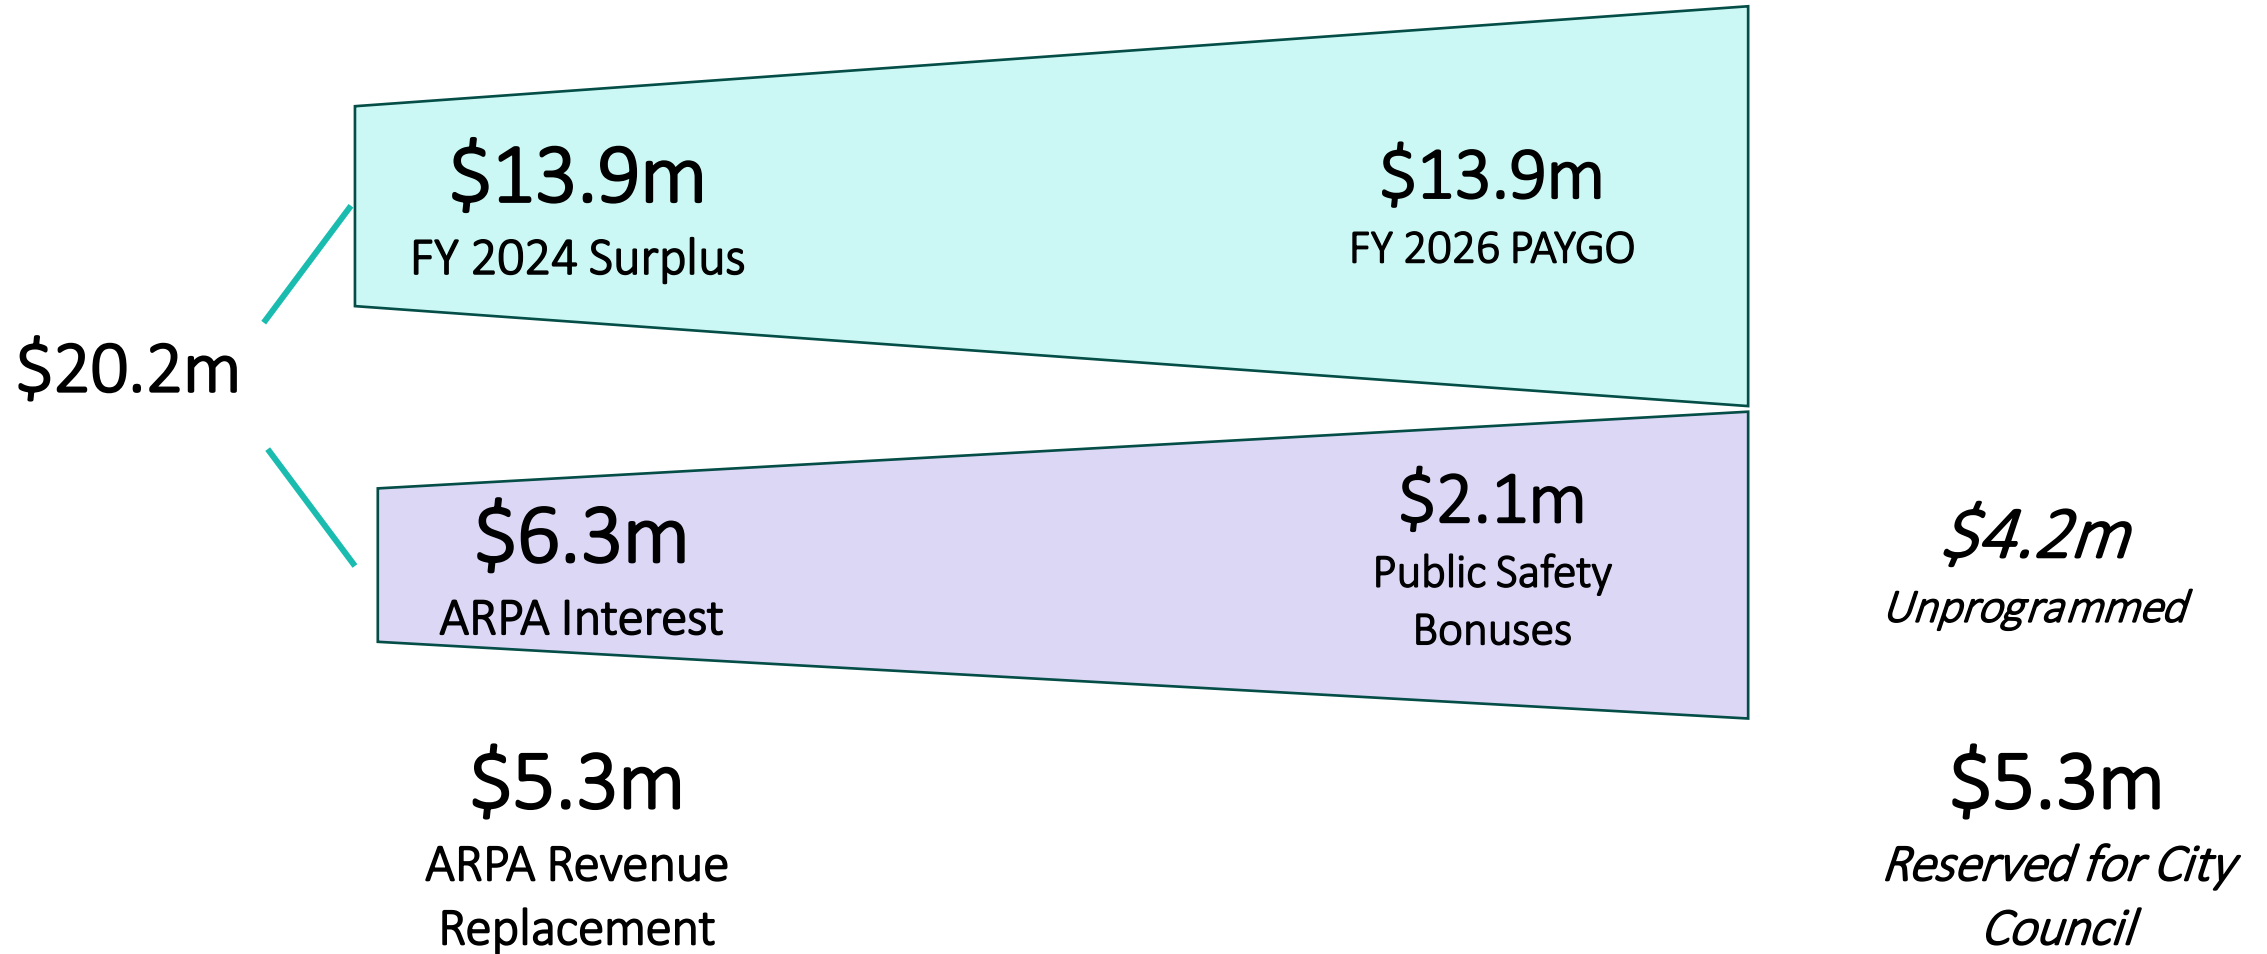 $20.2m
$13.9m
FY 2024 Surplus
$13.9m
FY 2026 PAYGO
$6.3m
ARPA Interest
$2.1m
Public Safety
Bonuses
$4.2m
Unprogrammed
$5.3m
ARPA Revenue
Replacement
$5.3m
Reserved for City
Council